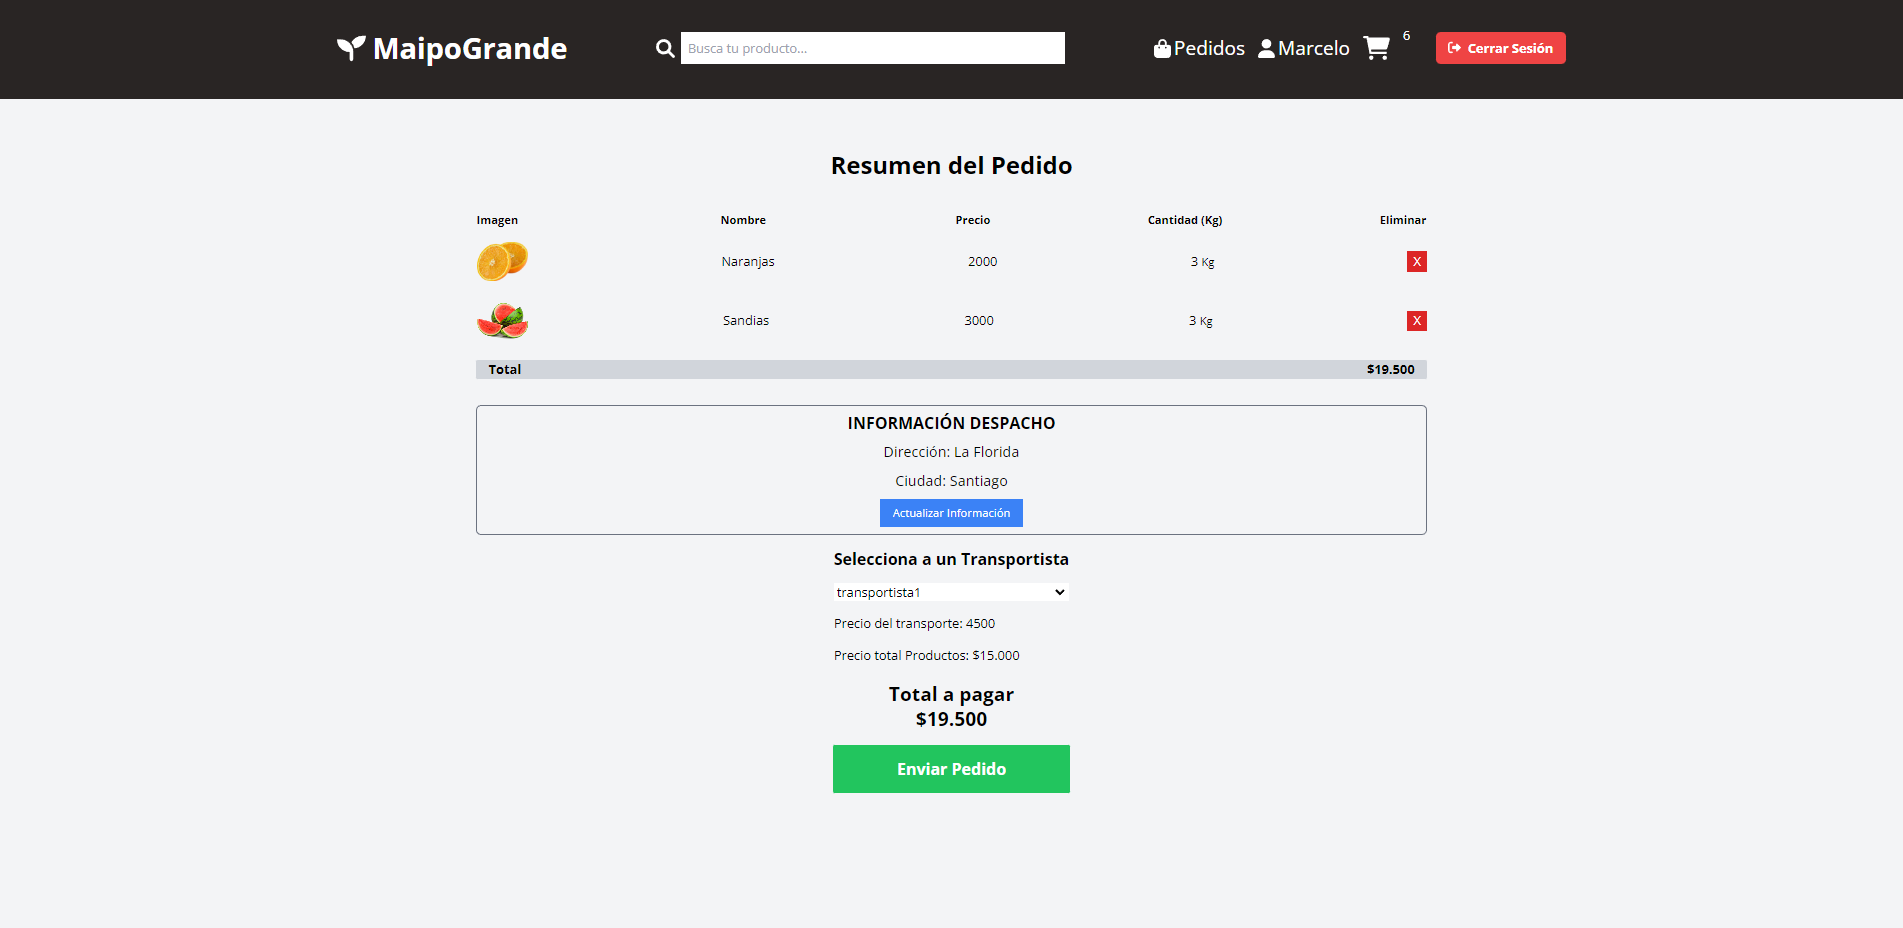 MaipoGrande
Busca tu producto...
Pedidos
Marcelo
6
Cerrar Sesión
Resumen del Pedido
Imagen Nombre Precio Cantidad (Kg) Eliminar
Naranjas 2000 3 Kg X
Sandias 3000 3 Kg X
Total $19.500
INFORMACIÓN DESPACHO
Dirección: La Florida
Ciudad: Santiago
Actualizar Información
Selecciona a un Transportista
transportista1
Precio del transporte: 4500
Precio total Productos: $15.000
Total a pagar
$19.500
Enviar Pedido